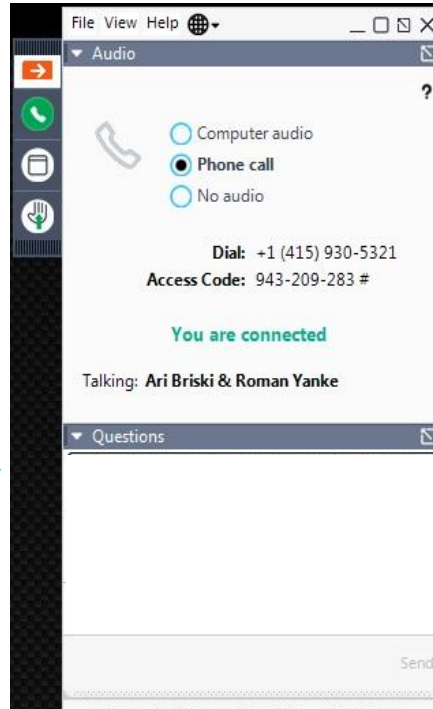 File View Help
Audio
?
Computer audio
Phone call
No audio
Dial: +1 (415) 930-5321
Access Code: 943-209-283 #
You are connected
Talking: Ari Briski & Roman Yanke
Questions
Send